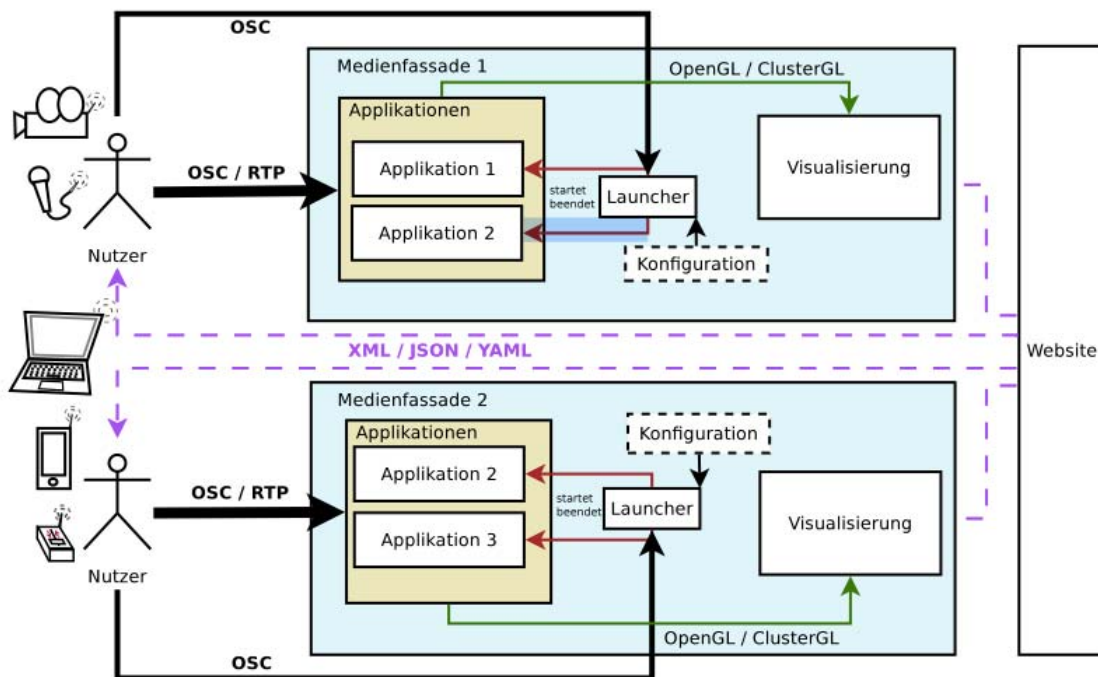 OSC
Medienfassade 1
OpenGL / ClusterGL
Applikationen
Applikation 1
Visualisierung
OSC / RTP
startet
beendet
Launcher
Applikation 2
Nutzer
Konfiguration
XML / JSON / YAML
Website
Medienfassade 2
Applikationen
Konfiguration
Applikation 2
OSC / RTP
startet
beendet
Launcher
Visualisierung
Applikation 3
Nutzer
OpenGL / ClusterGL
OSC